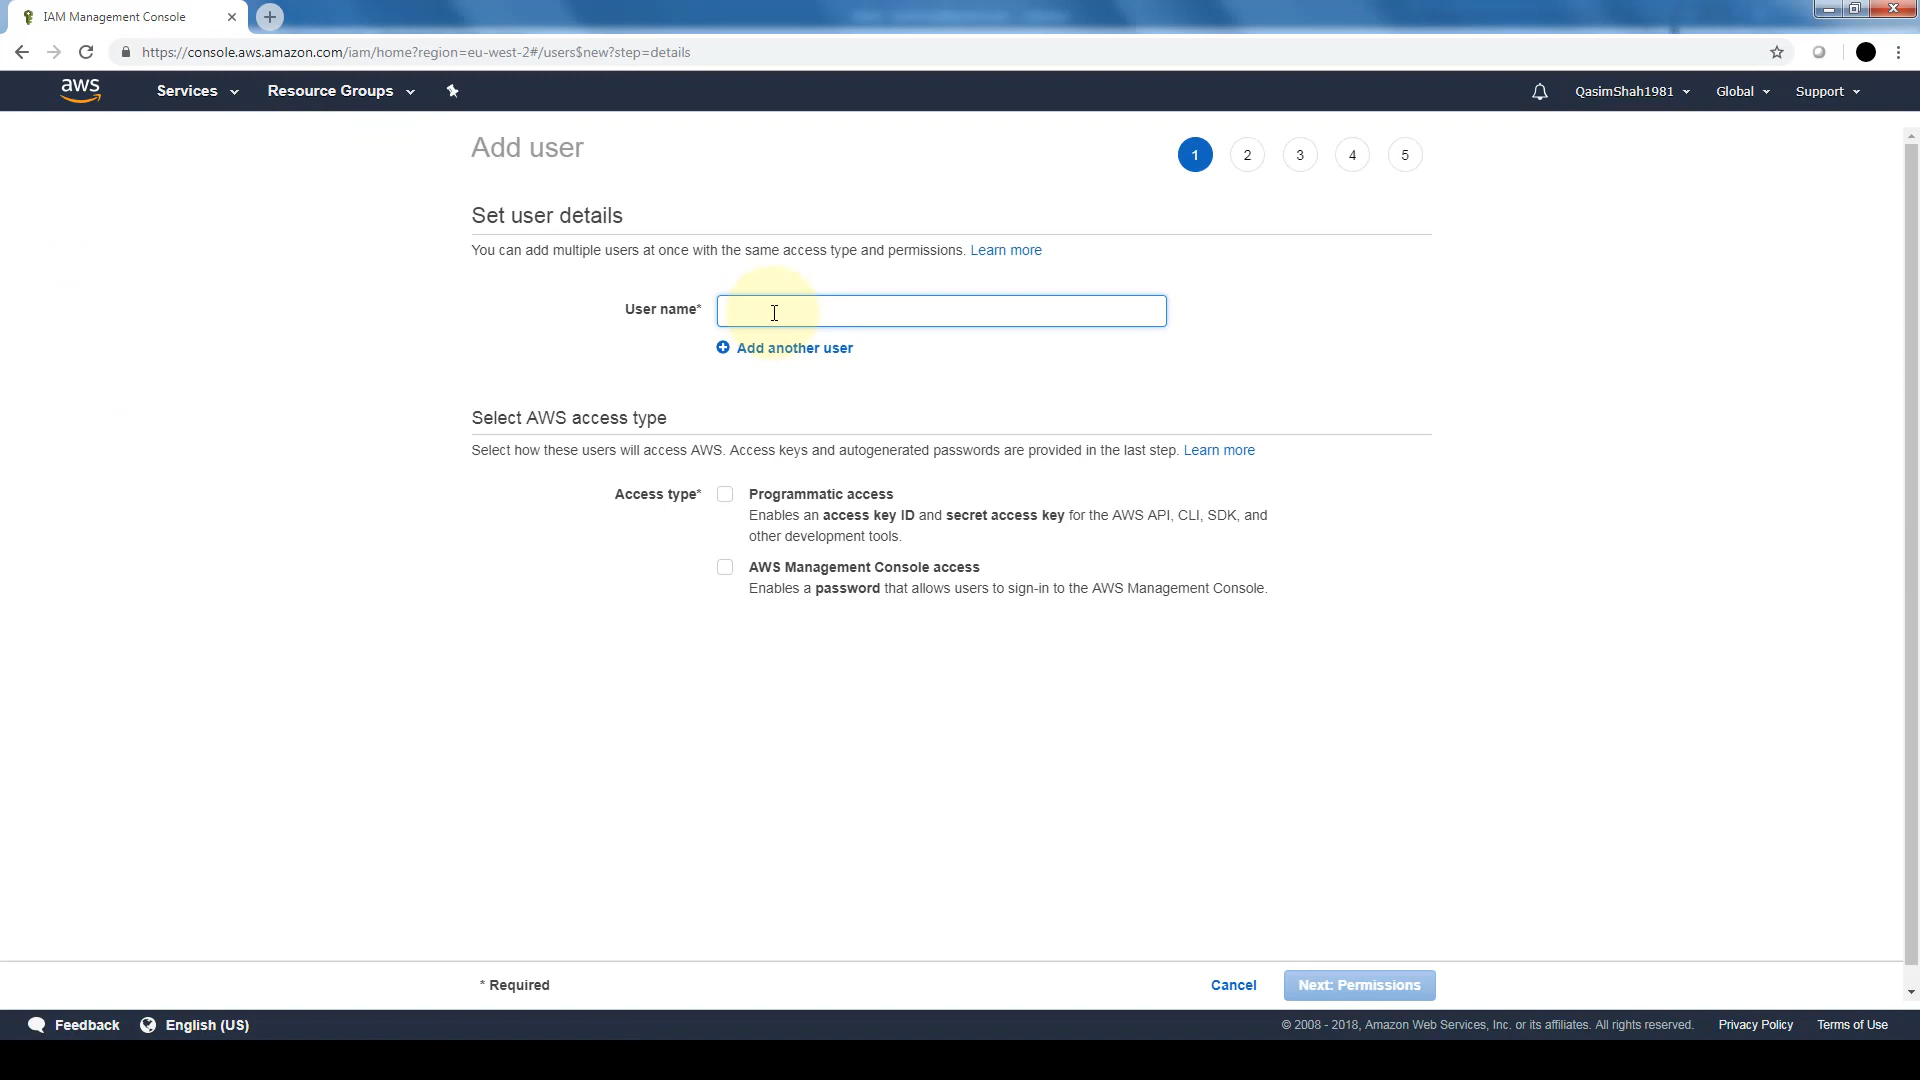 IAM Management Console
https://console.aws.amazon.com/iam/home?region=eu-west-2#/users$new?step=details
aws
Services
Resource Groups
QasimShah1981
Global
Support
Add user
1 2 3 4 5
Set user details
You can add multiple users at once with the same access type and permissions. Learn more
User name*
Add another user
Select AWS access type
Select how these users will access AWS. Access keys and autogenerated passwords are provided in the last step. Learn more
Access type*
Programmatic access
Enables an access key ID and secret access key for the AWS API, CLI, SDK, and
other development tools.
AWS Management Console access
Enables a password that allows users to sign-in to the AWS Management Console.
* Required
Cancel
Next: Permissions
Feedback
English (US)
© 2008 - 2018, Amazon Web Services, Inc. or its affiliates. All rights reserved.
Privacy Policy
Terms of Use